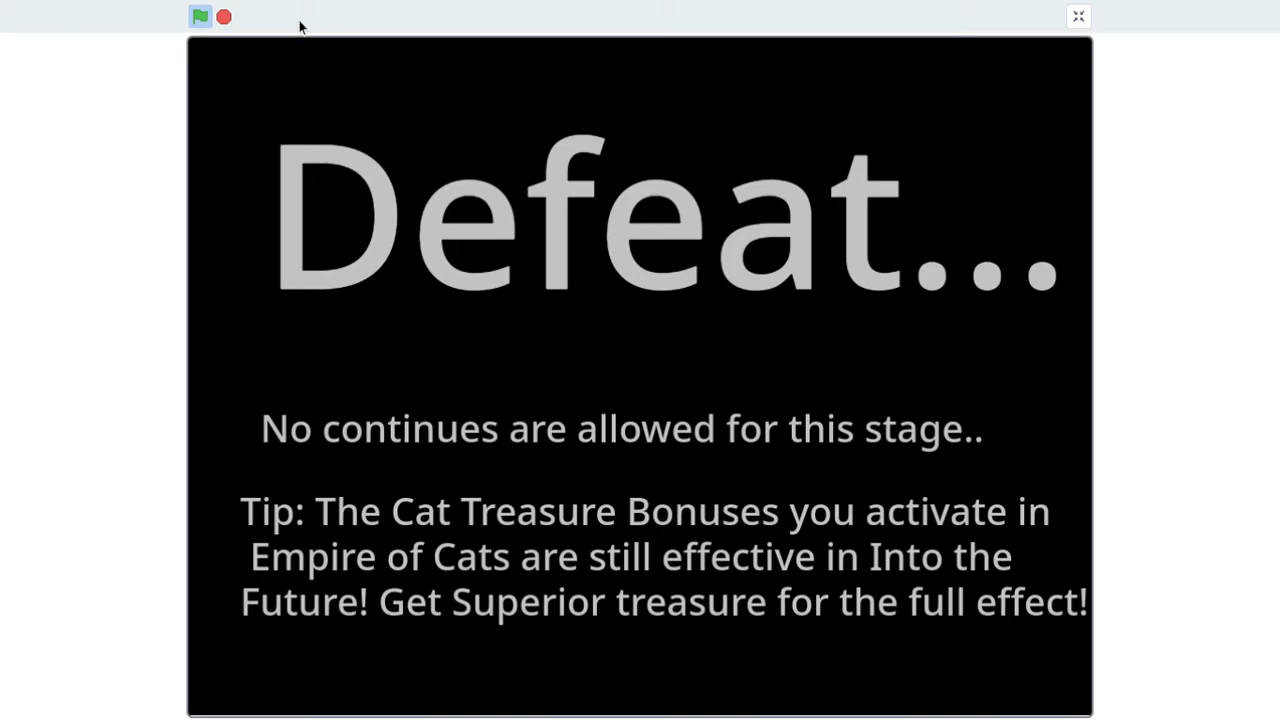 Defeat...
No continues are allowed for this stage..
Tip: The Cat Treasure Bonuses you activate in
Empire of Cats are still effective in Into the
Future! Get Superior treasure for the full effect!